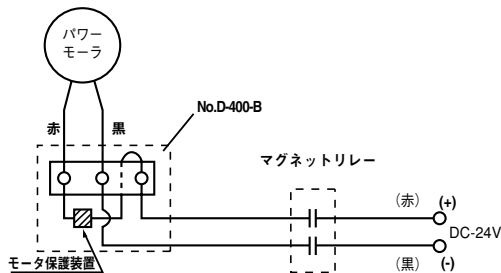 パワー
モーラ
赤
黒
No.D-400-B
マグネットリレー
(赤)
(+)
DC-24V
モータ保護装置
(黒)
(-)